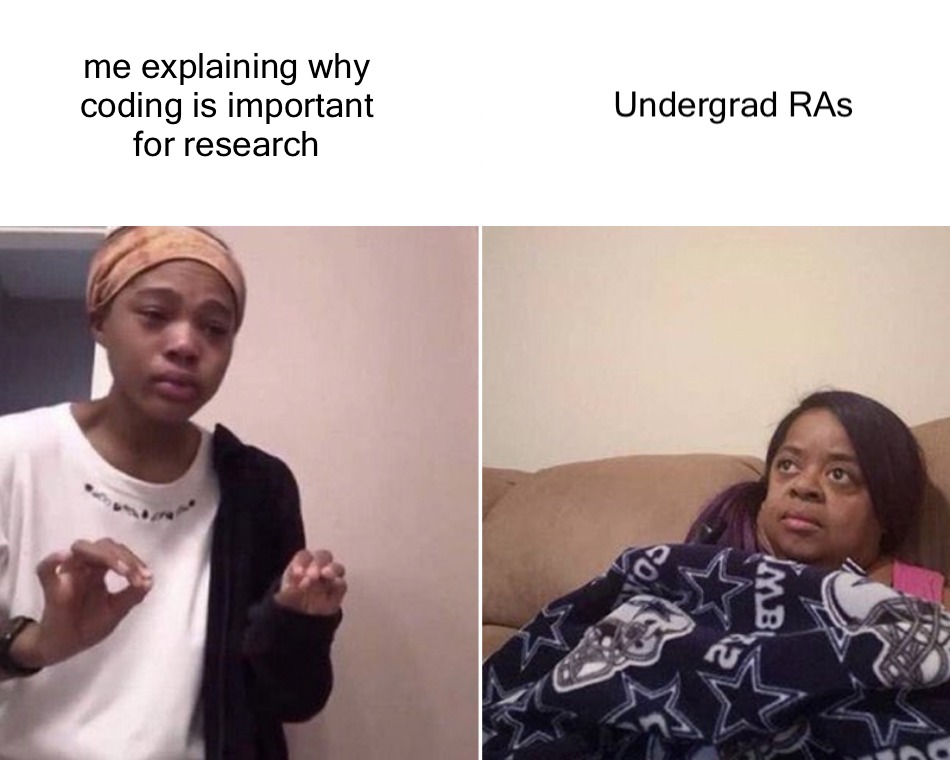 me explaining why
coding is important
for research
Undergrad RAs